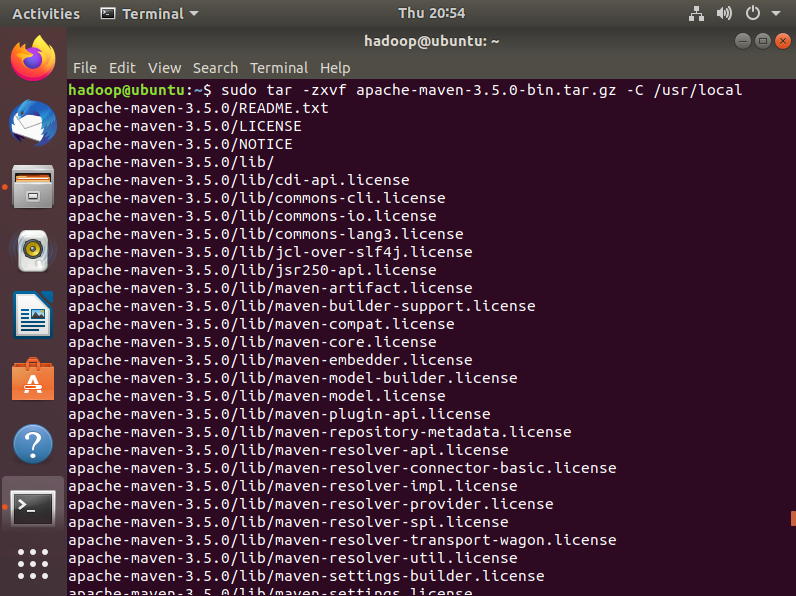 Activities Terminal Thu 20:54
hadoop@ubuntu: ~
File Edit View Search Terminal Help
hadoop@ubuntu:~$ sudo tar -zxvf apache-maven-3.5.0-bin.tar.gz -C /usr/local
apache-maven-3.5.0/README.txt
apache-maven-3.5.0/LICENSE
apache-maven-3.5.0/NOTICE
apache-maven-3.5.0/lib/
apache-maven-3.5.0/lib/cdi-api.license
apache-maven-3.5.0/lib/commons-cli.license
apache-maven-3.5.0/lib/commons-io.license
apache-maven-3.5.0/lib/commons-lang3.license
apache-maven-3.5.0/lib/jcl-over-slf4j.license
apache-maven-3.5.0/lib/jsr250-api.license
apache-maven-3.5.0/lib/maven-artifact.license
apache-maven-3.5.0/lib/maven-builder-support.license
apache-maven-3.5.0/lib/maven-compat.license
apache-maven-3.5.0/lib/maven-core.license
apache-maven-3.5.0/lib/maven-embedder.license
apache-maven-3.5.0/lib/maven-model-builder.license
apache-maven-3.5.0/lib/maven-model.license
apache-maven-3.5.0/lib/maven-plugin-api.license
apache-maven-3.5.0/lib/maven-repository-metadata.license
apache-maven-3.5.0/lib/maven-resolver-api.license
apache-maven-3.5.0/lib/maven-resolver-connector-basic.license
apache-maven-3.5.0/lib/maven-resolver-impl.license
apache-maven-3.5.0/lib/maven-resolver-provider.license
apache-maven-3.5.0/lib/maven-resolver-spi.license
apache-maven-3.5.0/lib/maven-resolver-transport-wagon.license
apache-maven-3.5.0/lib/maven-resolver-util.license
apache-maven-3.5.0/lib/maven-settings-builder.license
apache-maven-3.5.0/lib/maven-settings.license